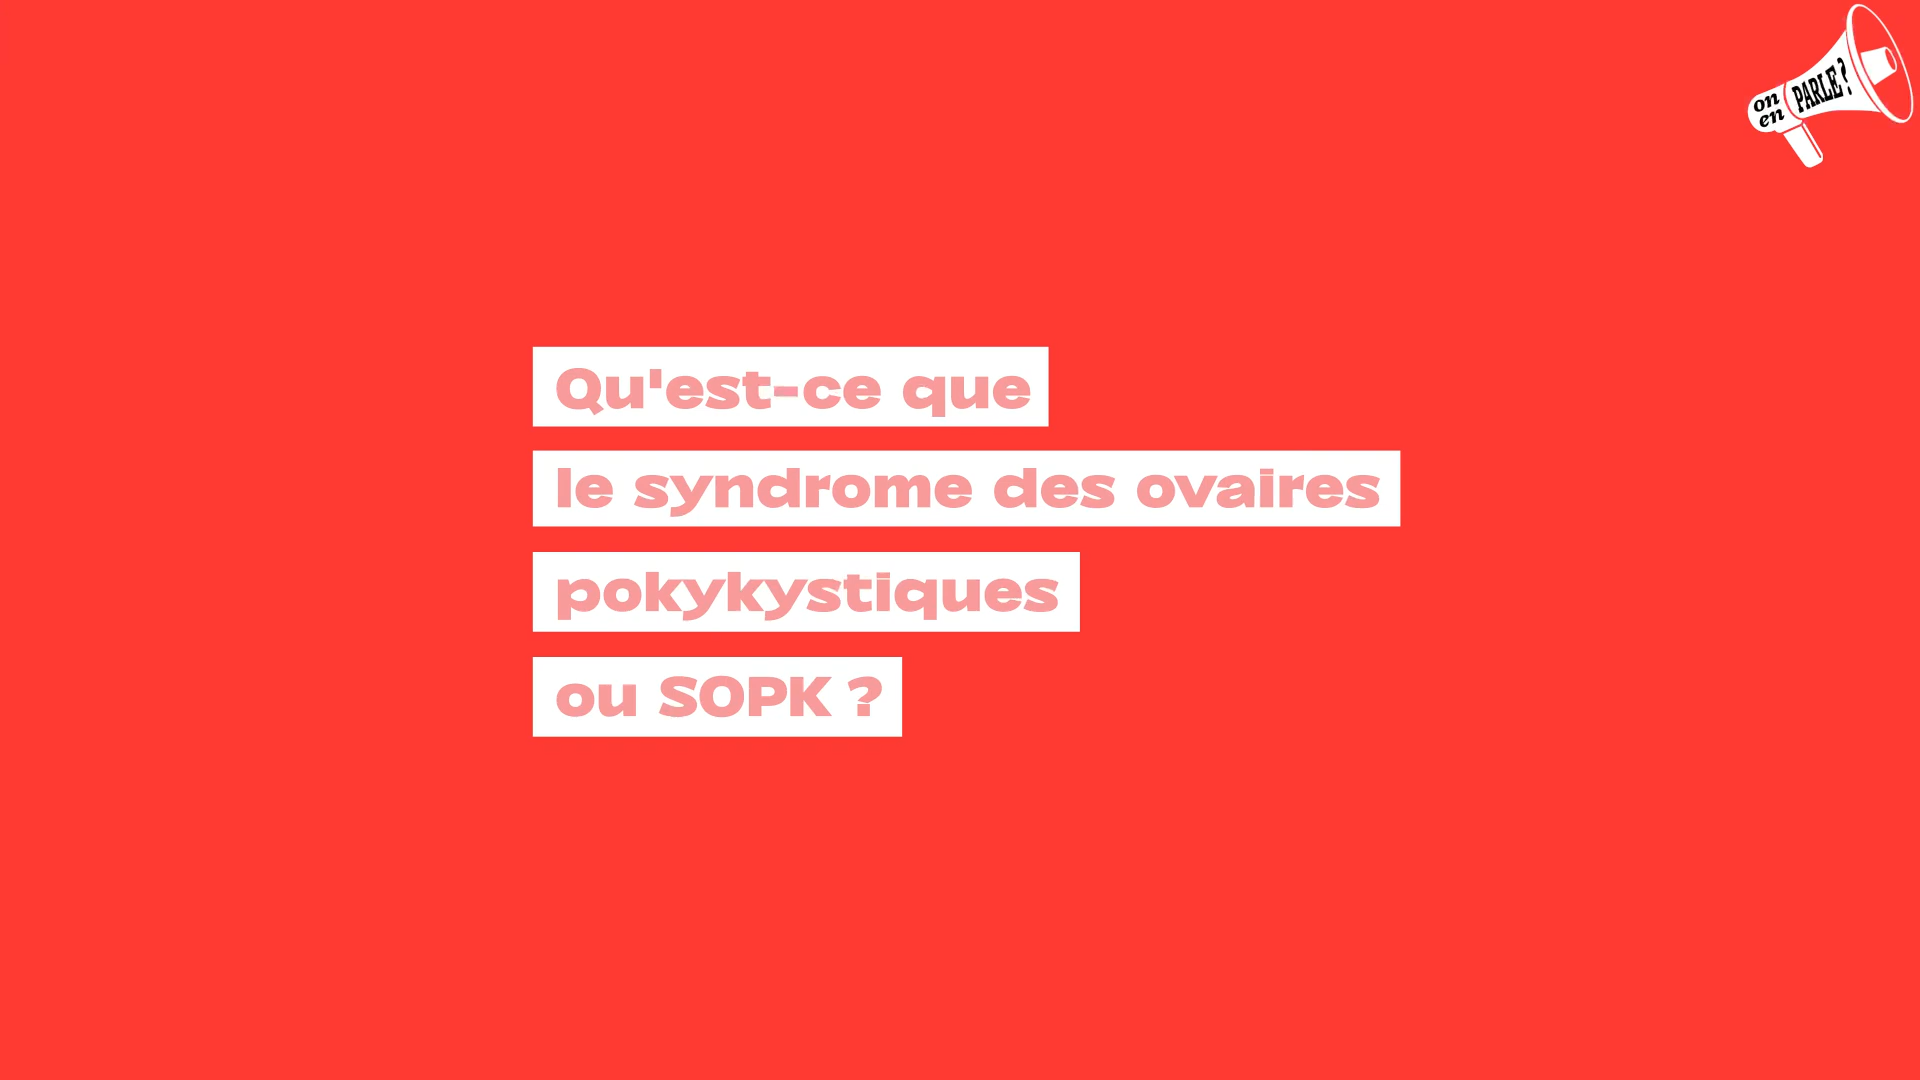 on
en
PARLE?
Qu'est-ce que
le syndrome des ovaires
pokykystiques
ou SOPK ?